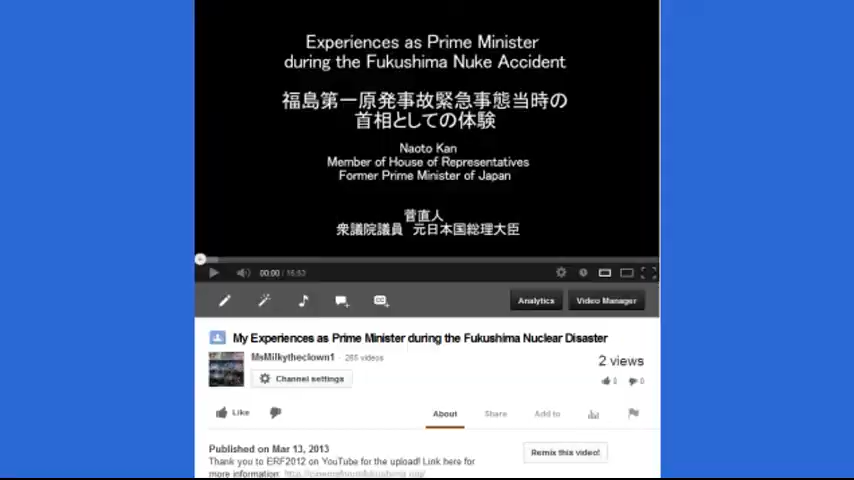 Experiences as Prime Minister
during the Fukushima Nuke Accident
福島第一原発事故緊急事態当時の
首相としての体験
Naoto Kan
Member of House of Representatives
Former Prime Minister of Japan
菅直人
衆議院議員 元日本国総理大臣
00:00 / 16:53
Analytics
Video Manager
My Experiences as Prime Minister during the Fukushima Nuclear Disaster
MsMilkytheclown1 · 265 videos
2 views
Channel settings
0 0
Like
About
Share
Add to
Published on Mar 13, 2013
Remix this video!
Thank you to ERF2012 on YouTube for the upload! Link here for
more information: